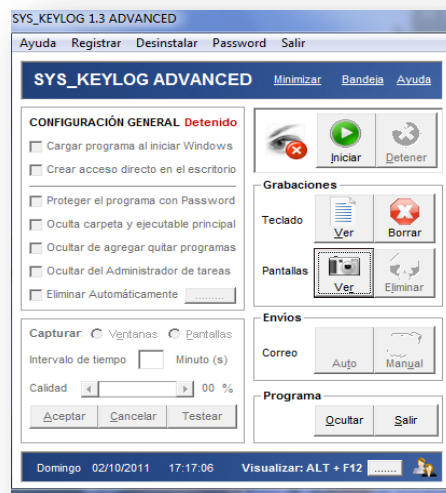 SYS_KEYLOG 1.3 ADVANCED
Ayuda Registrar Desinstalar Password Salir
SYS_KEYLOG ADVANCED Minimizar Bandeja Ayuda
CONFIGURACIÓN GENERAL Detenido
Cargar programa al iniciar Windows
Crear acceso directo en el escritorio
Proteger el programa con Password
Oculta carpeta y ejecutable principal
Ocultar de agregar quitar programas
Ocultar del Administrador de tareas
Eliminar Automáticamente .........
Capturar: Ventanas Pantallas
Intervalo de tiempo Minuto (s)
Calidad 00 %
Aceptar Cancelar Testear
Iniciar Detener
Grabaciones
Teclado Ver Borrar
Pantallas Ver Eliminar
Envios
Correo Auto Manual
Programa
Ocultar Salir
Domingo 02/10/2011 17:17:06 Visualizar: ALT + F12 .......